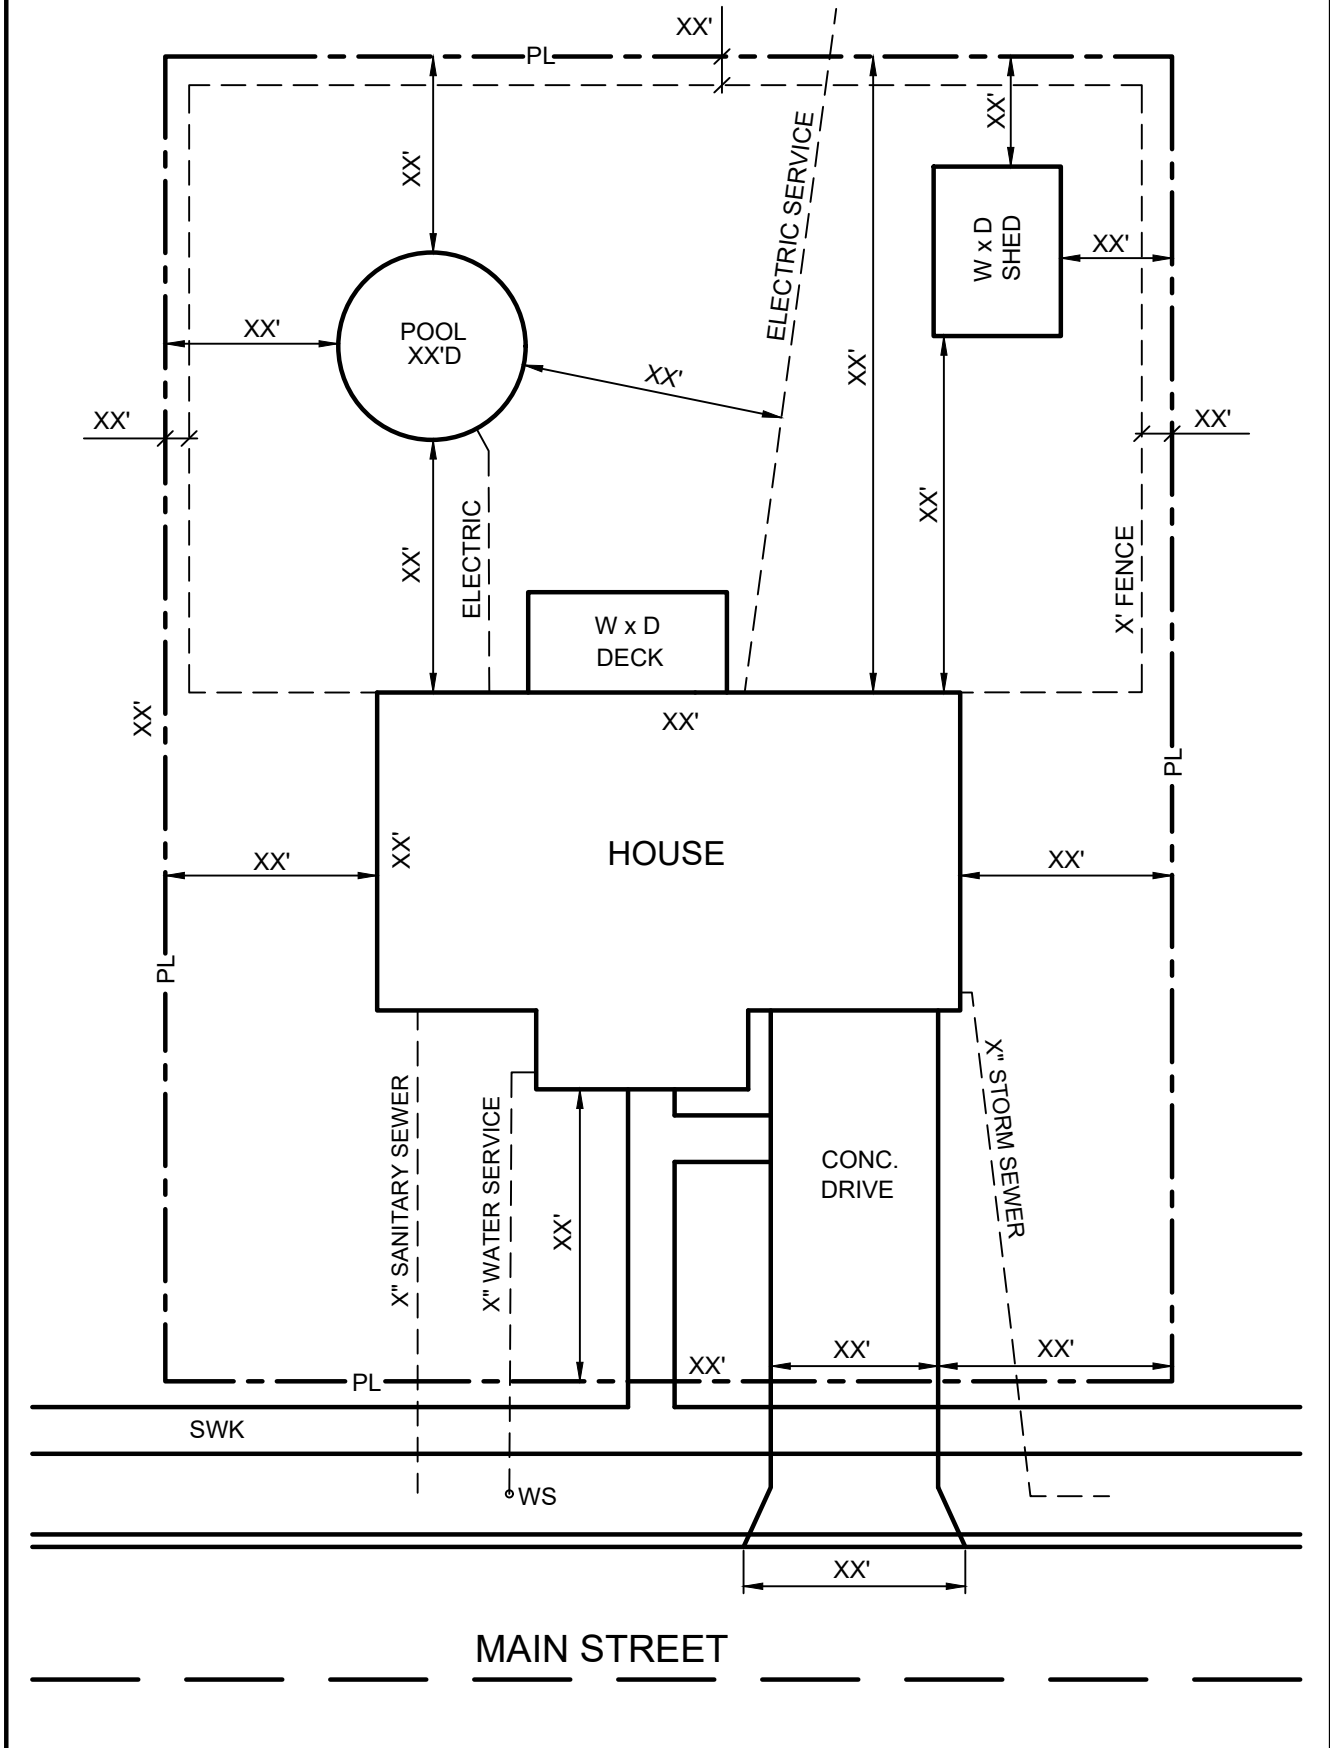 XX'
PL
XX'
XX'
ELECTRIC SERVICE
W x D
SHED
XX'
XX'
POOL
XX'D
XX'
XX'
XX'
XX'
XX'
XX'
ELECTRIC
XX'
X' FENCE
W x D
DECK
XX'
XX'
PL
XX'
HOUSE
XX'
XX'
PL
X" SANITARY SEWER
X" WATER SERVICE
XX'
CONC.
DRIVE
X" STORM SEWER
XX'
XX'
XX'
PL
SWK
WS
XX'
MAIN STREET